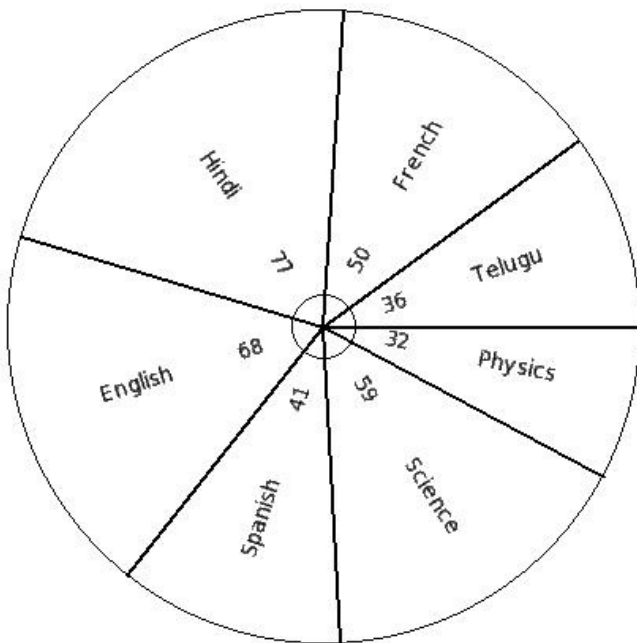 Hindi
77
French
50
Telugu
36
Physics
32
Science
59
Spanish
41
English
68